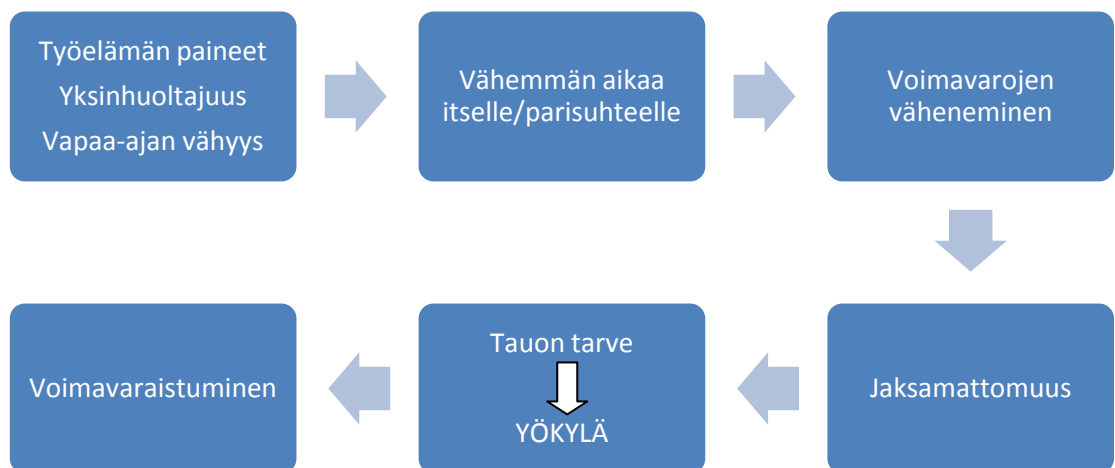 Työelämän paineet
Yksinhuoltajuus
Vapaa-ajan vähyys
Vähemmän aikaa
itselle/parisuhteelle
Voimavarojen
väheneminen
Jaksamattomuus
Tauon tarve
YÖKYLÄ
Voimavaraistuminen